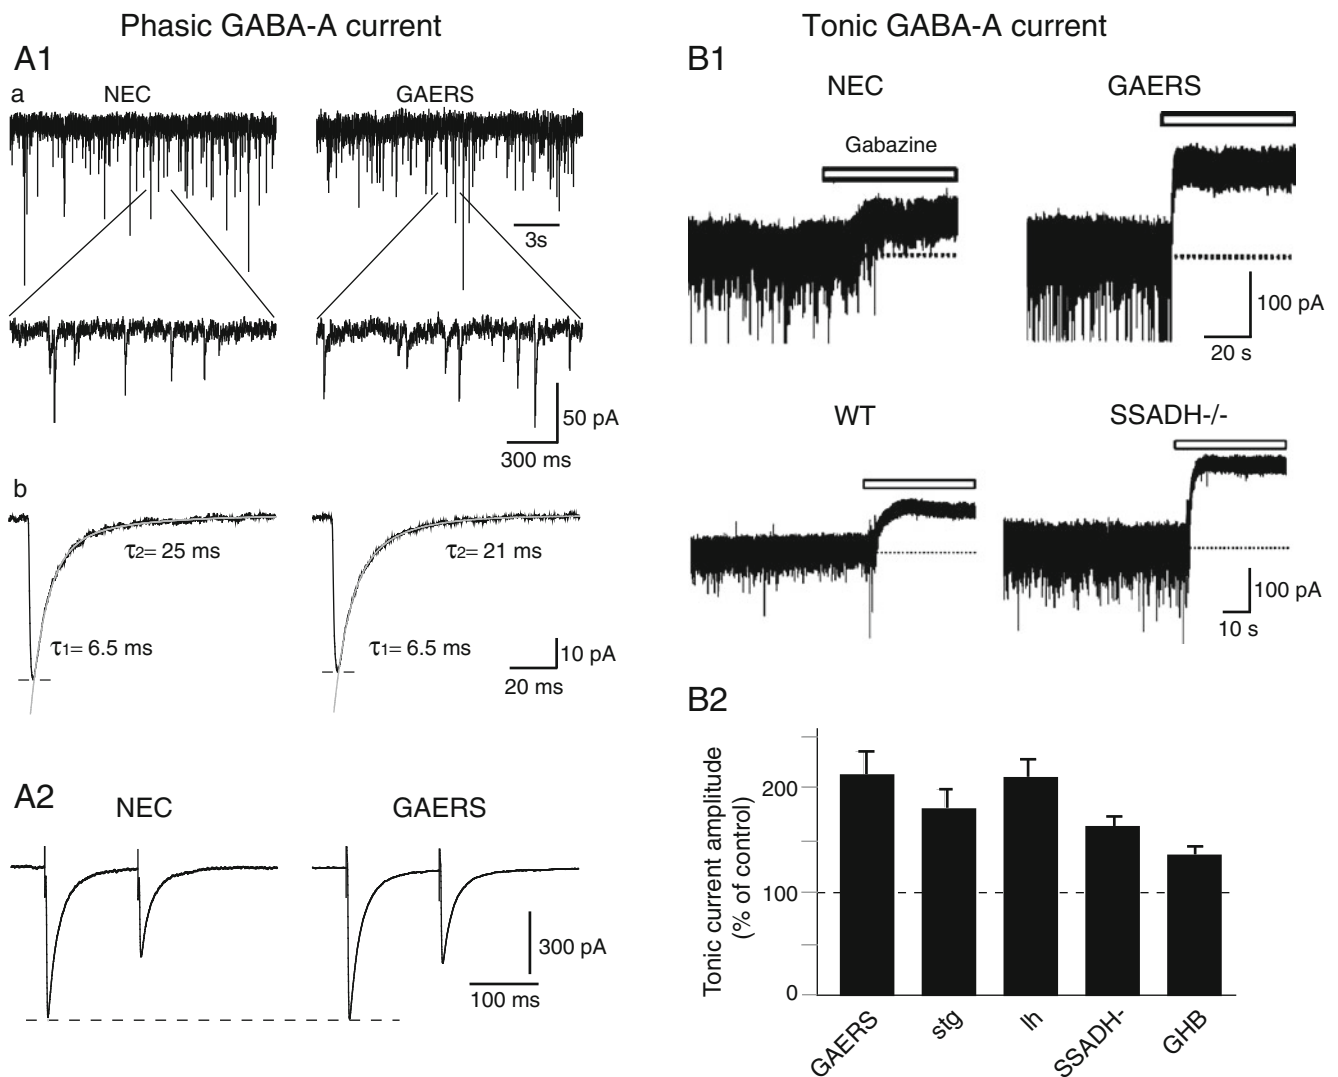 Phasic GABA-A current
A1
a
NEC
GAERS
3s
50 pA
300 ms
b
τ2= 25 ms
τ2= 21 ms
τ1= 6.5 ms
τ1= 6.5 ms
10 pA
20 ms
A2
NEC
GAERS
300 pA
100 ms
Tonic GABA-A current
B1
NEC
GAERS
Gabazine
100 pA
20 s
WT
SSADH-/-
100 pA
10 s
B2
Tonic current amplitude
(% of control)
200
100
0
GAERS
stg
lh
SSADH-
GHB